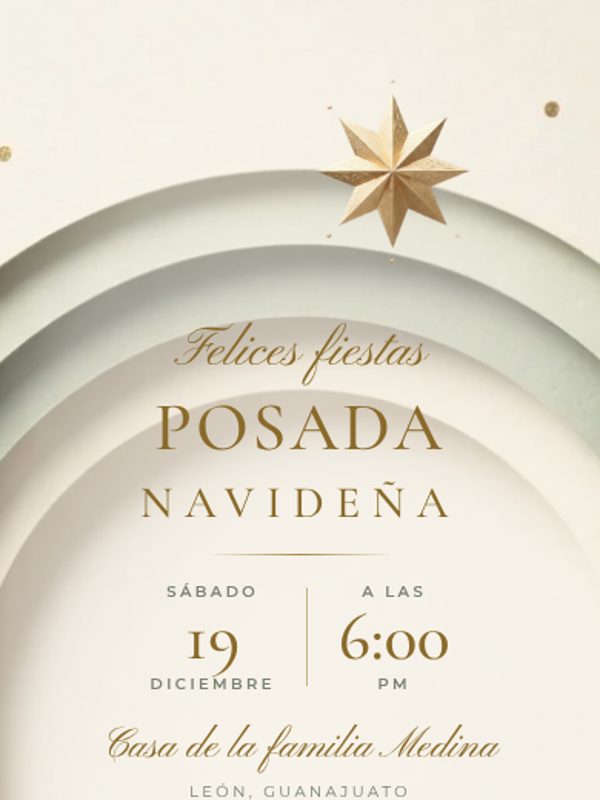 Felices fiestas
POSADA
NAVIDEÑA
SÁBADO
19
DICIEMBRE
A LAS
6:00
PM
Casa de la familia Medina
LEÓN, GUANAJUATO